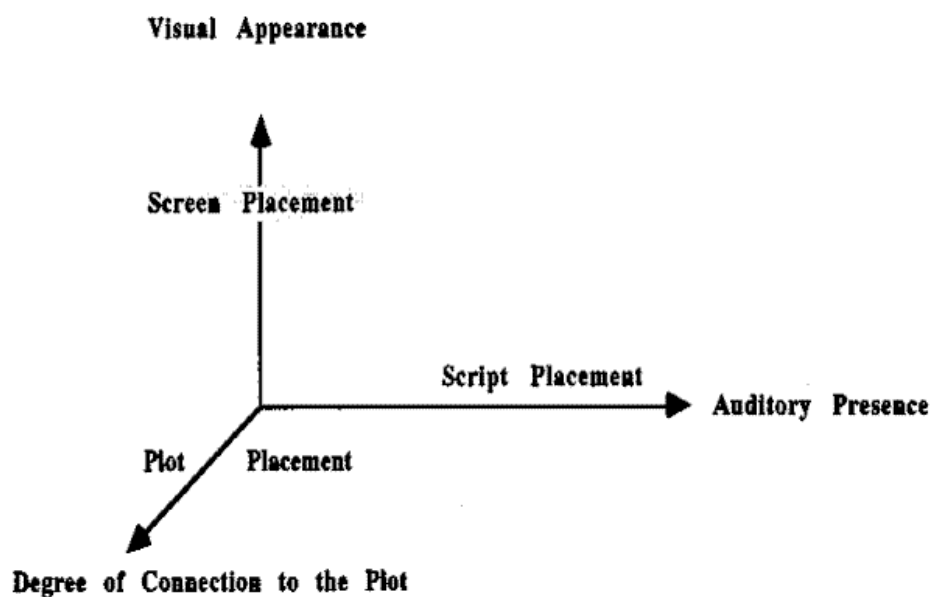 Visual Appearance
Screen Placement
Script Placement
Auditory Presence
Plot Placement
Degree of Connection to the Plot